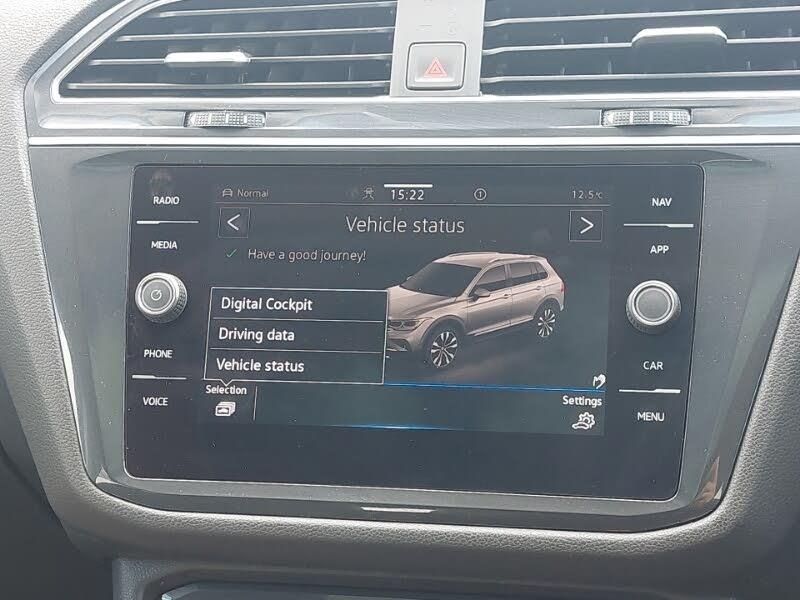 RADIO
MEDIA
PHONE
VOICE
Normal
15:22
12.5°C
Vehicle status
Have a good journey!
Digital Cockpit
Driving data
Vehicle status
Selection
Settings
NAV
APP
CAR
MENU